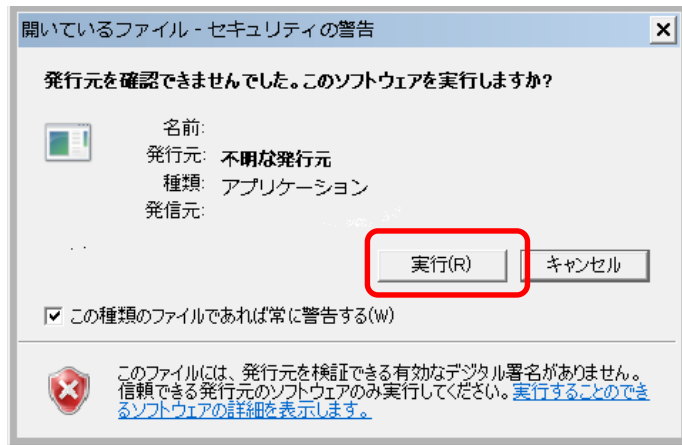 開いているファイル - セキュリティの警告
発行元を確認できませんでした。このソフトウェアを実行しますか?
名前:
発行元: 不明な発行元
種類: アプリケーション
発信元:
実行(R) キャンセル
この種類のファイルであれば常に警告する(W)
このファイルには、発行元を検証できる有効なデジタル署名がありません。
信頼できる発行元のソフトウェアのみ実行してください。実行することのでき
るソフトウェアの詳細を表示します。